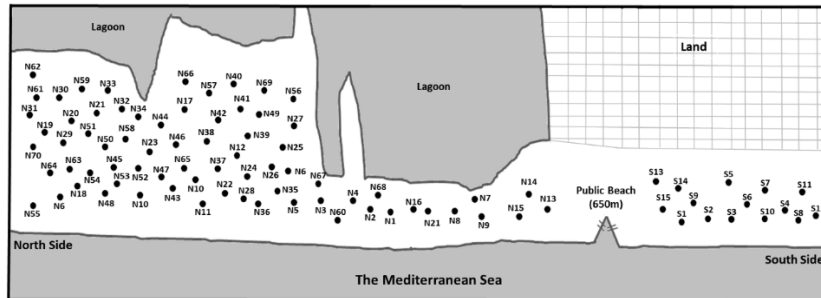 Lagoon
Lagoon
Land
N62
N59
N33
N66
N57
N40
N69
N56
N61
N30
N31
N21
N32
N34
N17
N41
N49
N20
N44
N42
N27
N19
N51
N29
N50
N58
N23
N46
N38
N39
N25
N70
N12
N64
N63
N45
N52
N65
N37
N24
N26
N6
N67
N54
N18
N53
N47
N10
N43
N22
N28
N35
N55
N6
N48
N10
N11
N36
N5
N3
N60
N4
N68
N2
N1
N16
N21
N8
N7
N9
N14
N15
N13
Public Beach
(650m)
S13
S14
S5
S7
S11
S15
S9
S6
S4
S1
S2
S3
S10
S8
North Side
South Side
The Mediterranean Sea